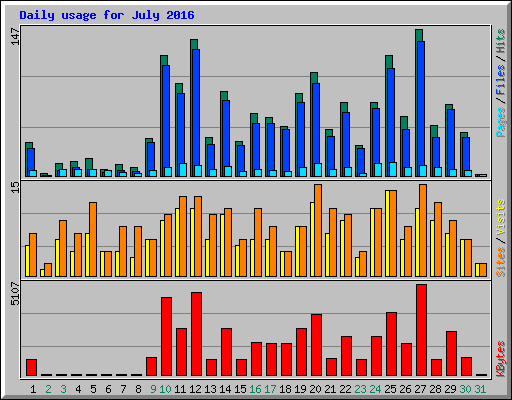 Daily usage for July 2016
147
Pages/Files/Hits
15
Sites/Visits
5107
KBytes
1 2 3 4 5 6 7 8 9 10 11 12 13 14 15 16 17 18 19 20 21 22 23 24 25 26 27 28 29 30 31